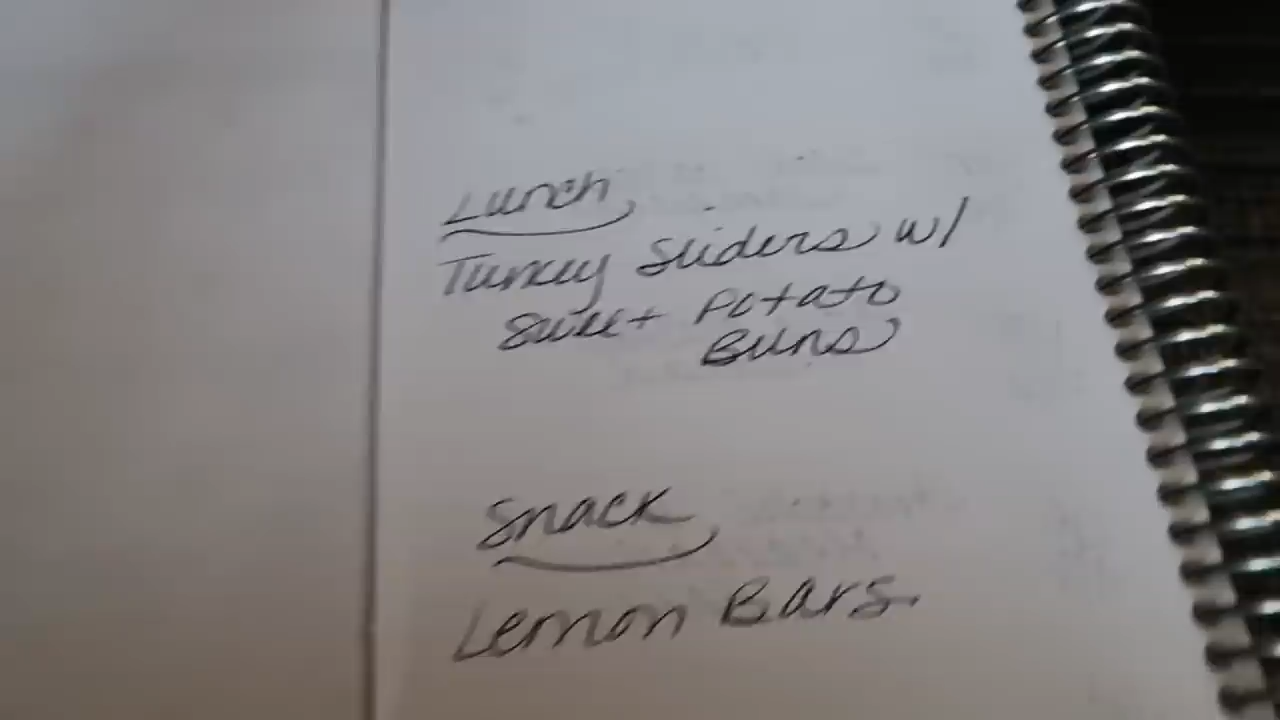 Lunch
Turkey Sliders w/
Sweet Potato
Buns
Snack
Lemon Bars